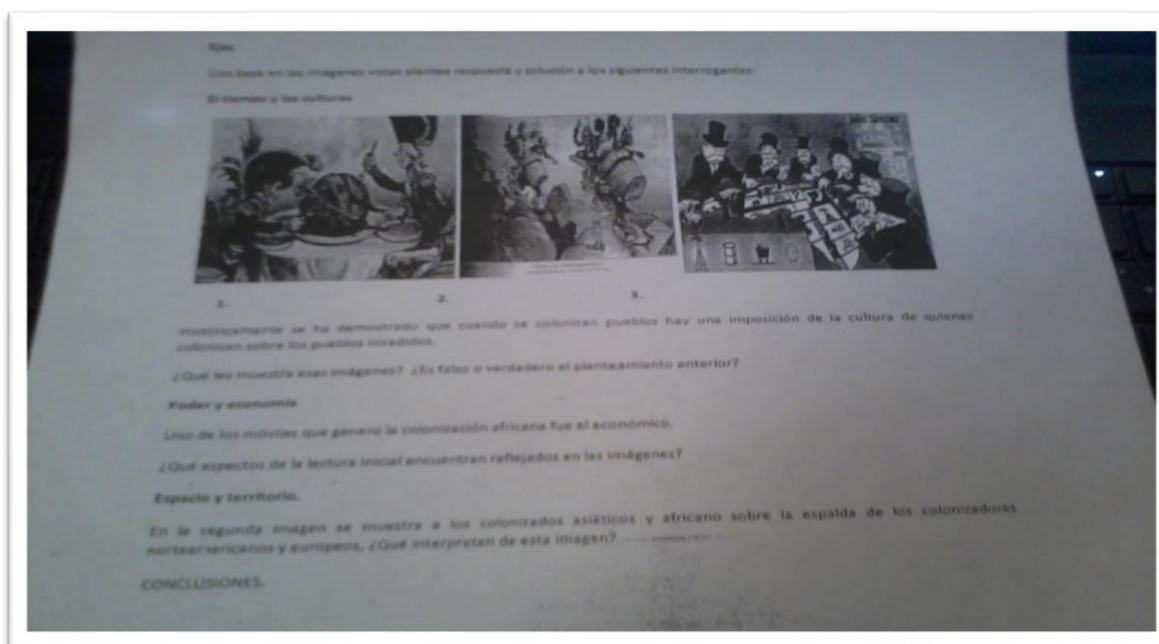 Ejes
Con base en las imágenes vistas plantee respuesta y solución a los siguientes interrogantes:
El tiempo y las culturas
1.
2.
3.
Históricamente se ha demostrado que cuando se colonizan pueblos hay una imposición de la cultura de quienes
colonizan sobre los pueblos invadidos.
¿Qué les muestra esas imágenes? ¿Es falso o verdadero el planteamiento anterior?
Poder y economía
Uno de los móviles que genero la colonización africana fue el económico.
¿Qué aspectos de la lectura inicial encuentran reflejados en las imágenes?
Espacio y territorio.
En la segunda imagen se muestra a los colonizados asiáticos y africano sobre la espalda de los colonizadores
norteamericanos y europeos, ¿Qué interpretan de esta imagen?
CONCLUSIONES.